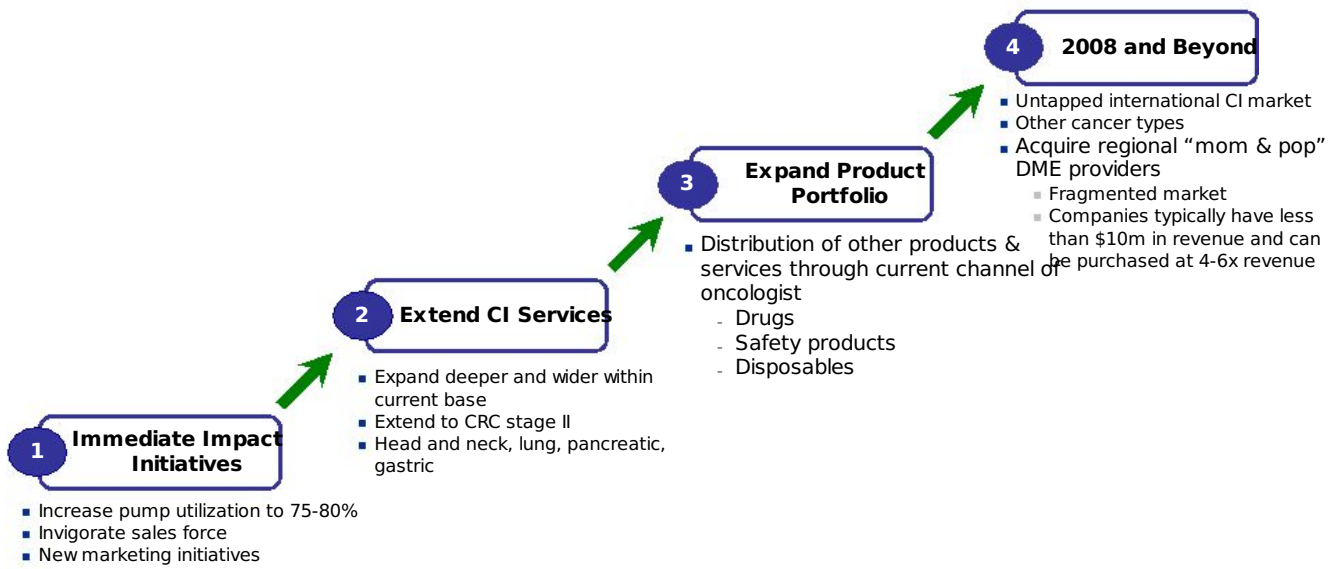 1
Immediate Impact
Initiatives
Increase pump utilization to 75-80%
Invigorate sales force
New marketing initiatives
2
Extend CI Services
Expand deeper and wider within
current base
Extend to CRC stage II
Head and neck, lung, pancreatic,
gastric
3
Expand Product
Portfolio
Distribution of other products &
services through current channel of
oncologist
- Drugs
- Safety products
- Disposables
4
2008 and Beyond
Untapped international CI market
Other cancer types
Acquire regional “mom & pop”
DME providers
Fragmented market
Companies typically have less
than $10m in revenue and can
be purchased at 4-6x revenue